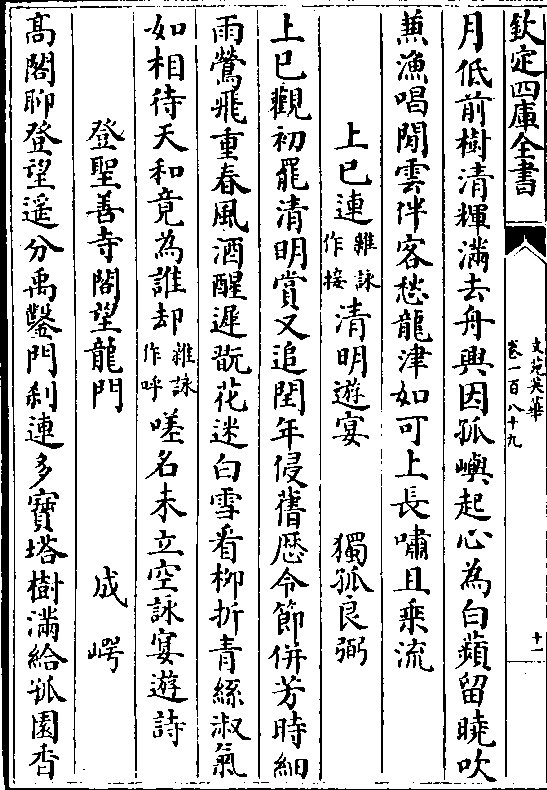 欽定四庫全書
文苑英華
卷一百八十九
十一
月低前樹清輝滿去舟興因孤嶼起心為白蘋留曉吹
兼漁唱閒雲伴客愁龍津如可上長嘯且乗流
上巳連雜詠作接清明遊宴 獨孤良弼
上巳觀初罷清明賞又追閏年侵舊厯令節併芳時細
雨鶯飛重春風酒醒遲翫花迷白雪看柳折青絲淑氣
如相待天和竟為誰却雜詠作呼嗟名未立空詠宴遊詩
登聖善寺閣望龍門 成崿
髙閣聊登望遥分禹鑿門刹連多寳塔樹滿給孤園香